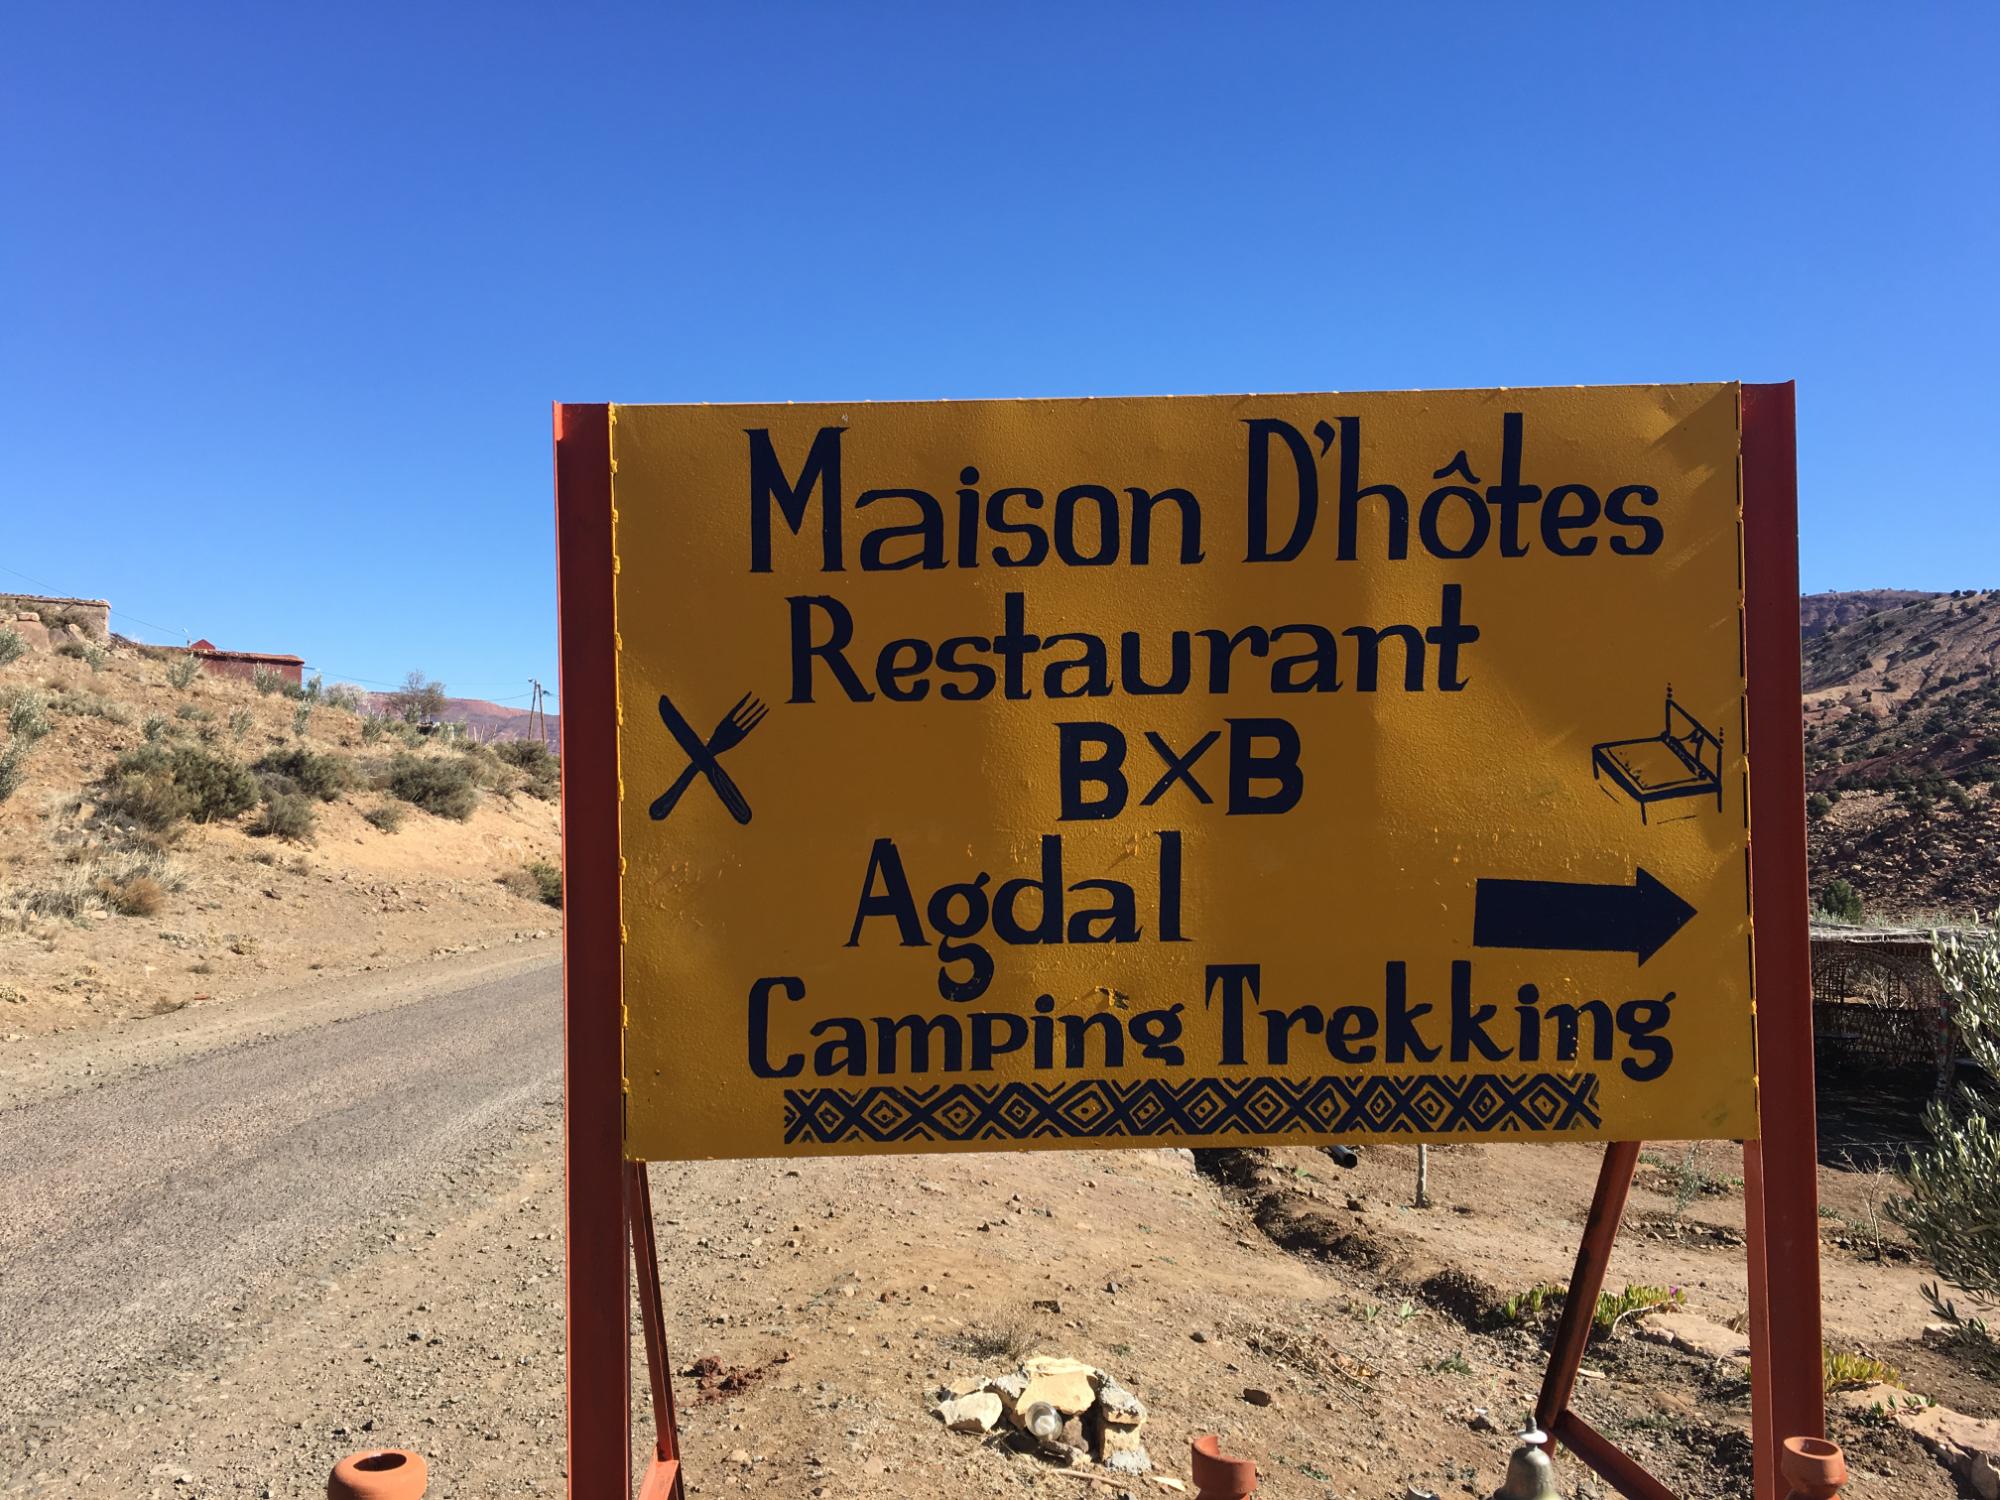 Maison D'hôtes
Restaurant
B×B
Agdal
Camping Trekking